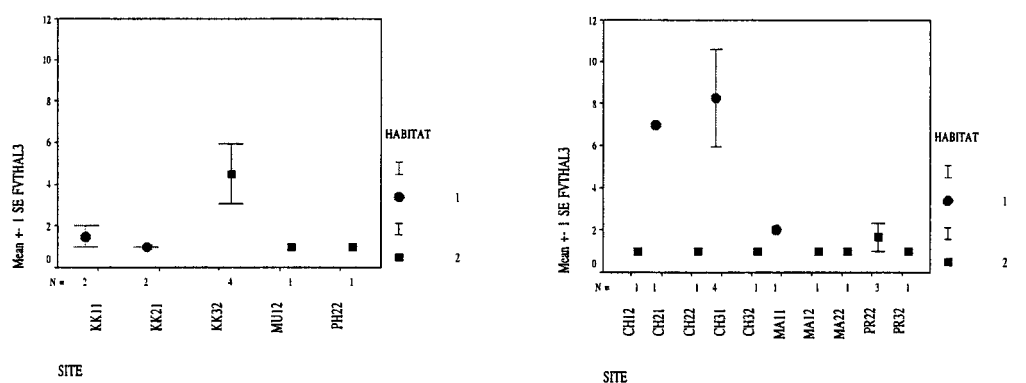 Mean +- 1 SE FVTHAL3
12
10
8
6
4
2
0
N = 2 2 4 1 1
KK11 KK21 KK32 MU12 PH22
SITE
HABITAT
1
2
Mean +- 1 SE FVTHAL3
12
10
8
6
4
2
0
N = 1 1 1 4 1 1 1 1 3 1
CH12 CH21 CH22 CH31 CH32 MA11 MA12 MA22 PR22 PR32
SITE
HABITAT
1
2